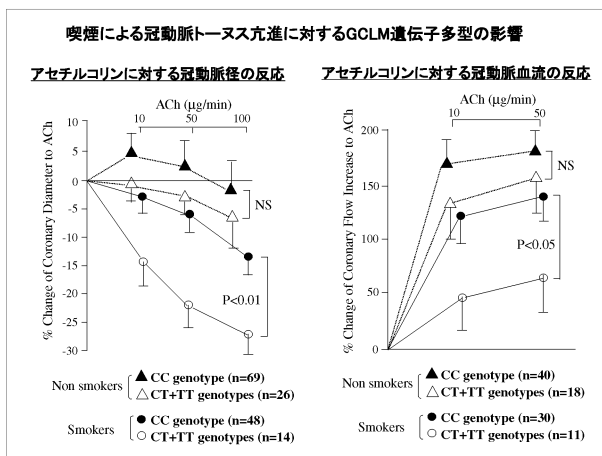 喫煙による冠動脈トーヌス亢進に対するGCLM遺伝子多型の影響
アセチルコリンに対する冠動脈径の反応
ACh (μg/min)
10 50 100
% Change of Coronary Diameter to ACh
10
5
0
-5
-10
-15
-20
-25
-30
NS
P<0.01
Non smokers
CC genotype (n=69)
CT+TT genotypes (n=26)
Smokers
CC genotype (n=48)
CT+TT genotypes (n=14)
アセチルコリンに対する冠動脈血流の反応
ACh (μg/min)
10 50
% Change of Coronary Flow Increase to ACh
200
150
100
50
0
NS
P<0.05
Non smokers
CC genotype (n=40)
CT+TT genotypes (n=18)
Smokers
CC genotype (n=30)
CT+TT genotypes (n=11)